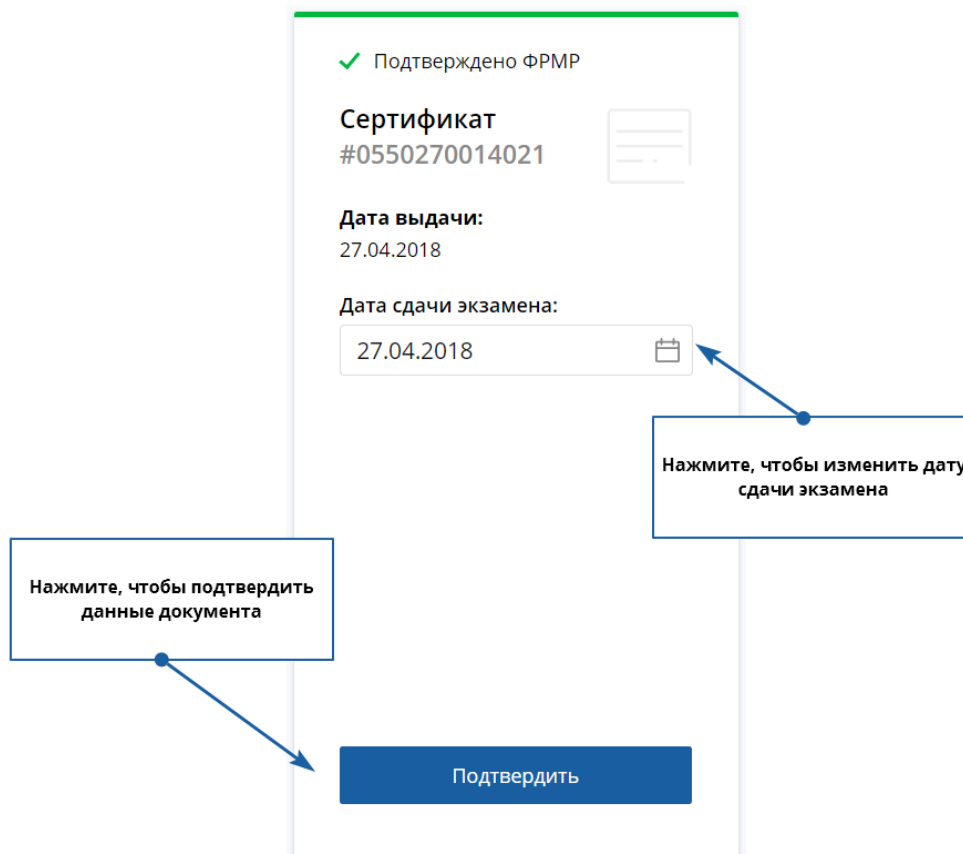 Подтверждено ФРМР
Сертификат
#0550270014021
Дата выдачи:
27.04.2018
Дата сдачи экзамена:
27.04.2018
Нажмите, чтобы изменить дату
сдачи экзамена
Нажмите, чтобы подтвердить
данные документа
Подтвердить